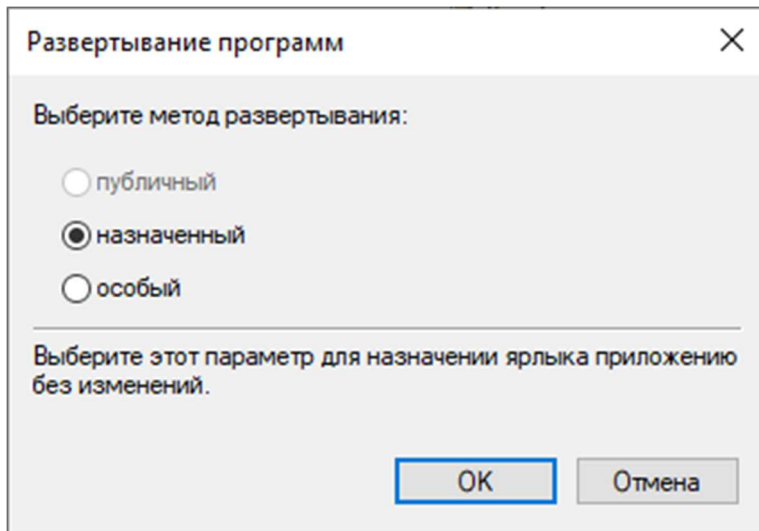 Развертывание программ
Выберите метод развертывания:
публичный
назначенный
особый
Выберите этот параметр для назначении ярлыка приложению
без изменений.
OK
Отмена